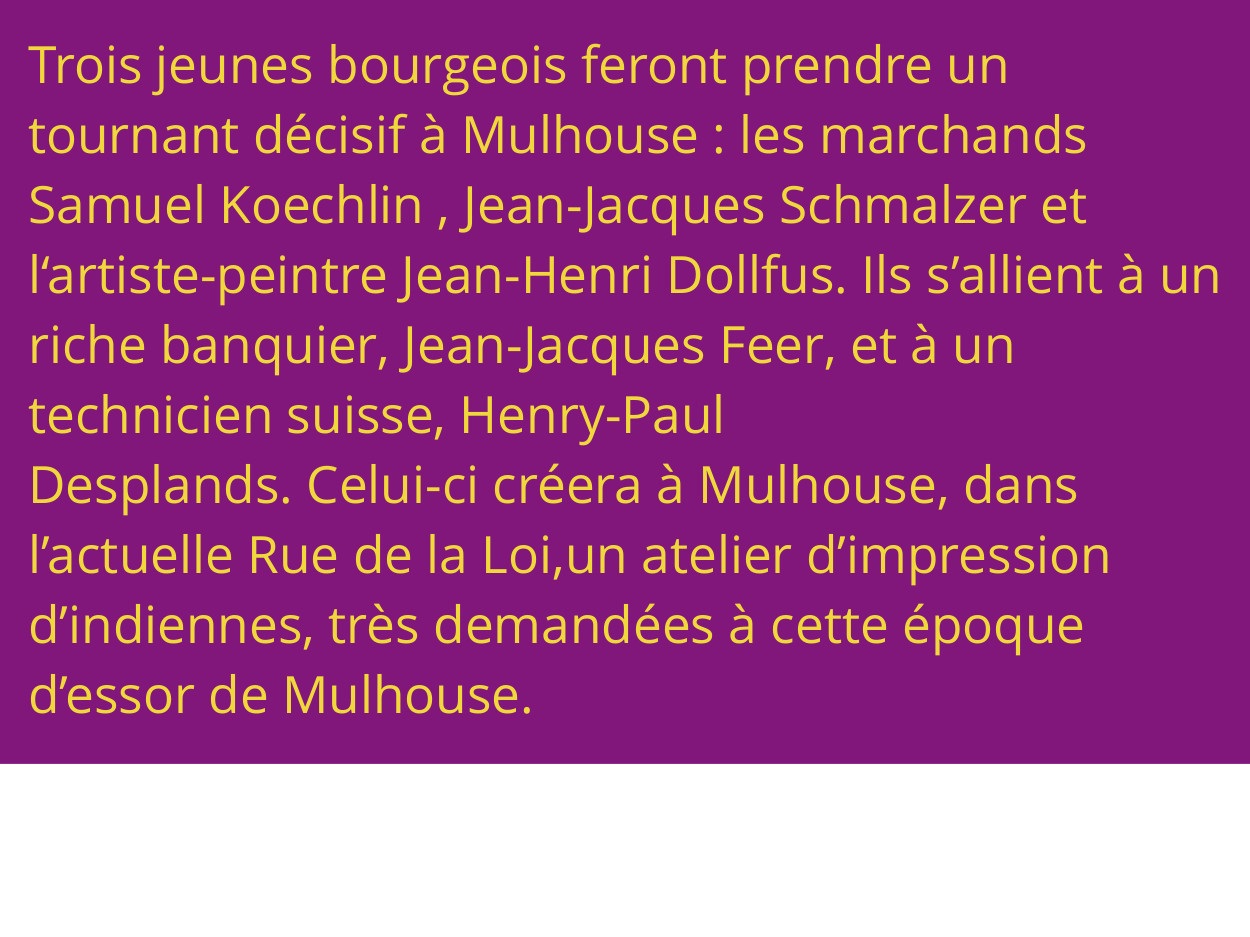 Trois jeunes bourgeois feront prendre un
tournant décisif à Mulhouse : les marchands
Samuel Koechlin , Jean-Jacques Schmalzer et
l‘artiste-peintre Jean-Henri Dollfus. Ils s’allient à un
riche banquier, Jean-Jacques Feer, et à un
technicien suisse, Henry-Paul
Desplands. Celui-ci créera à Mulhouse, dans
l’actuelle Rue de la Loi,un atelier d’impression
d’indiennes, très demandées à cette époque
d’essor de Mulhouse.